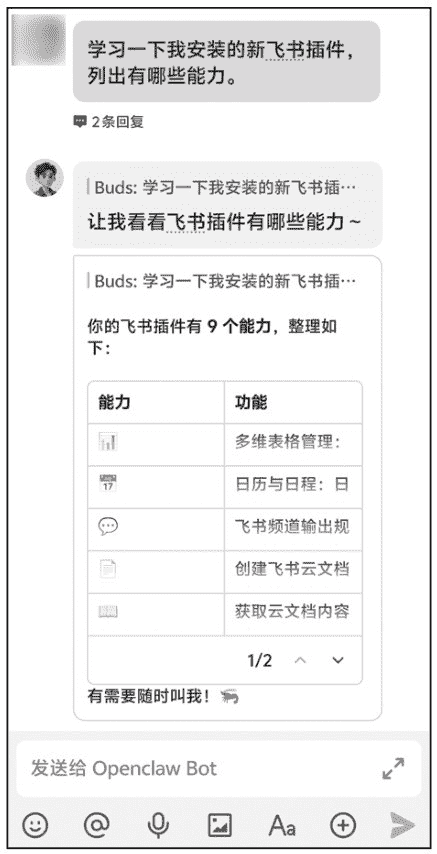 学习一下我安装的新飞书插件，
列出有哪些能力。
2条回复
Buds: 学习一下我安装的新飞书插…
让我看看飞书插件有哪些能力～
Buds: 学习一下我安装的新飞书插…
你的飞书插件有 9 个能力，整理如
下：
能力 功能
多维表格管理：
17 日历与日程：日
飞书频道输出规
创建飞书云文档
获取云文档内容
1/2
有需要随时叫我！
发送给 Openclaw Bot
Aa